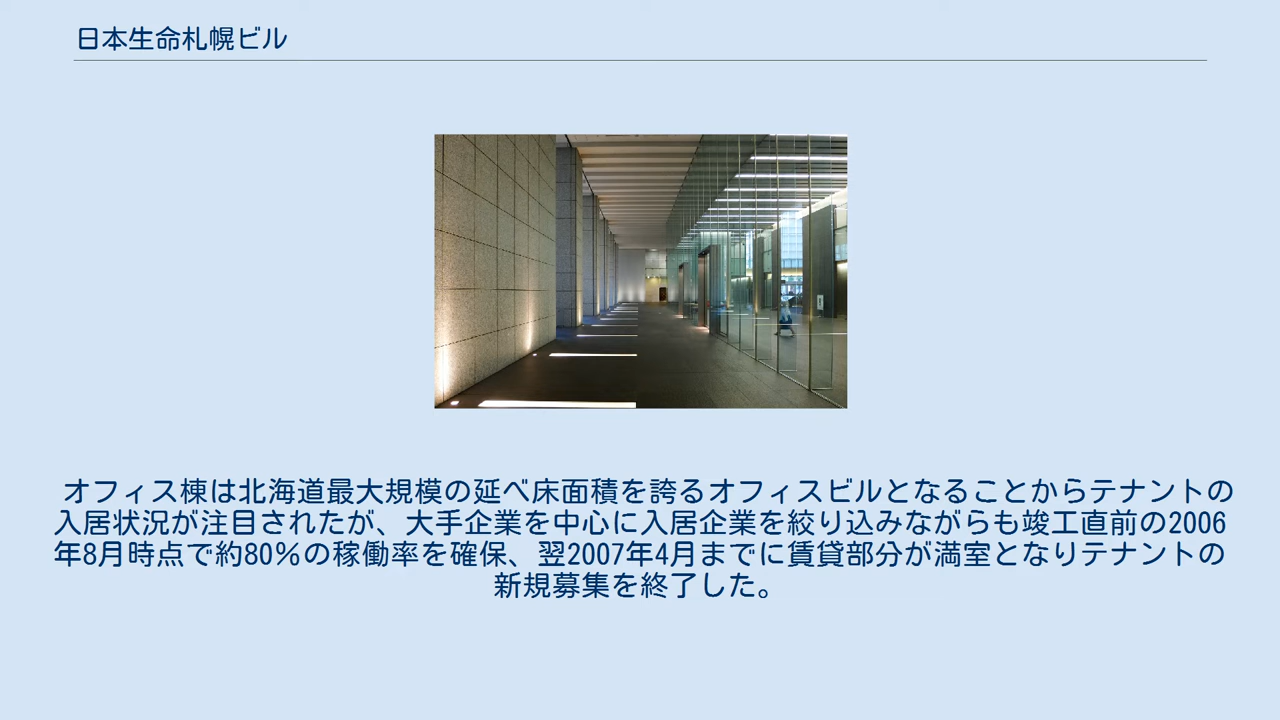 日本生命札幌ビル
オフィス棟は北海道最大規模の延べ床面積を誇るオフィスビルとなることからテナントの
入居状況が注目されたが、大手企業を中心に入居企業を絞り込みながらも竣工直前の2006
年8月時点で約80%の稼働率を確保、翌2007年4月までに賃貸部分が満室となりテナントの
新規募集を終了した。